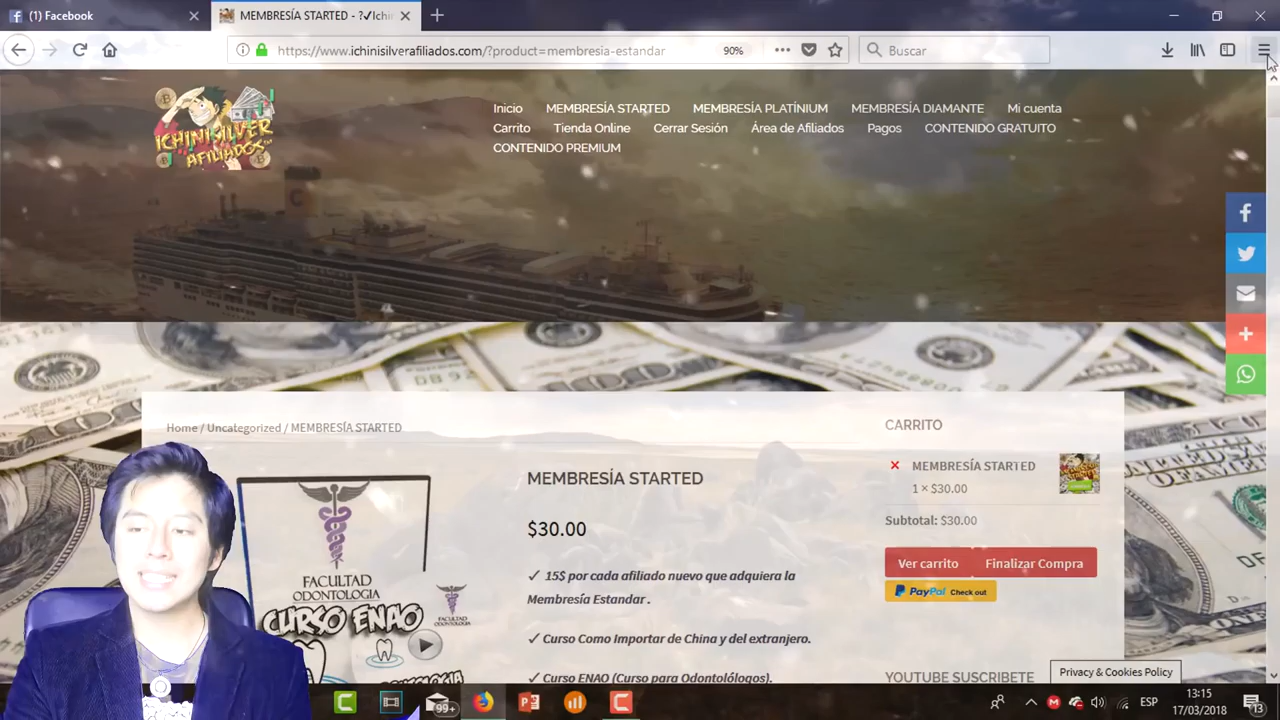 (1) Facebook
MEMBRESÍA STARTED - ?✔Ichi
https://www.ichinisilverafiliados.com/?product=membresia-estandar
90%
Buscar
ICHINISILVER
AFILIADOS
Inicio MEMBRESÍA STARTED MEMBRESÍA PLATÍNIUM MEMBRESÍA DIAMANTE Mi cuenta
Carrito Tienda Online Cerrar Sesión Área de Afiliados Pagos CONTENIDO GRATUITO
CONTENIDO PREMIUM
Home / Uncategorized / MEMBRESÍA STARTED
FACULTAD
ODONTOLOGIA
CURSO ENAO
FACULTAD
ODONTOLOGIA
MEMBRESÍA STARTED
$30.00
✓ 15$ por cada afiliado nuevo que adquiera la
Membresía Estandar .
✓ Curso Como Importar de China y del extranjero.
✓ Curso ENAO (Curso para Odontolólogos).
CARRITO
× MEMBRESÍA STARTED
1 × $30.00
Subtotal: $30.00
Ver carrito Finalizar Compra
PayPal Check out
YOUTUBE SUSCRIBETE
Privacy & Cookies Policy
99+
ESP
13:15
17/03/2018
13